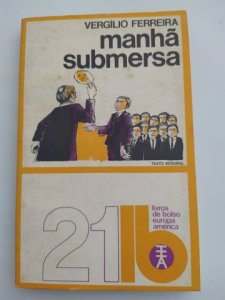 VERGÍLIO FERREIRA
manhã
submersa
TEXTO INTEGRAL
21
livros
de bolso
europa
américa